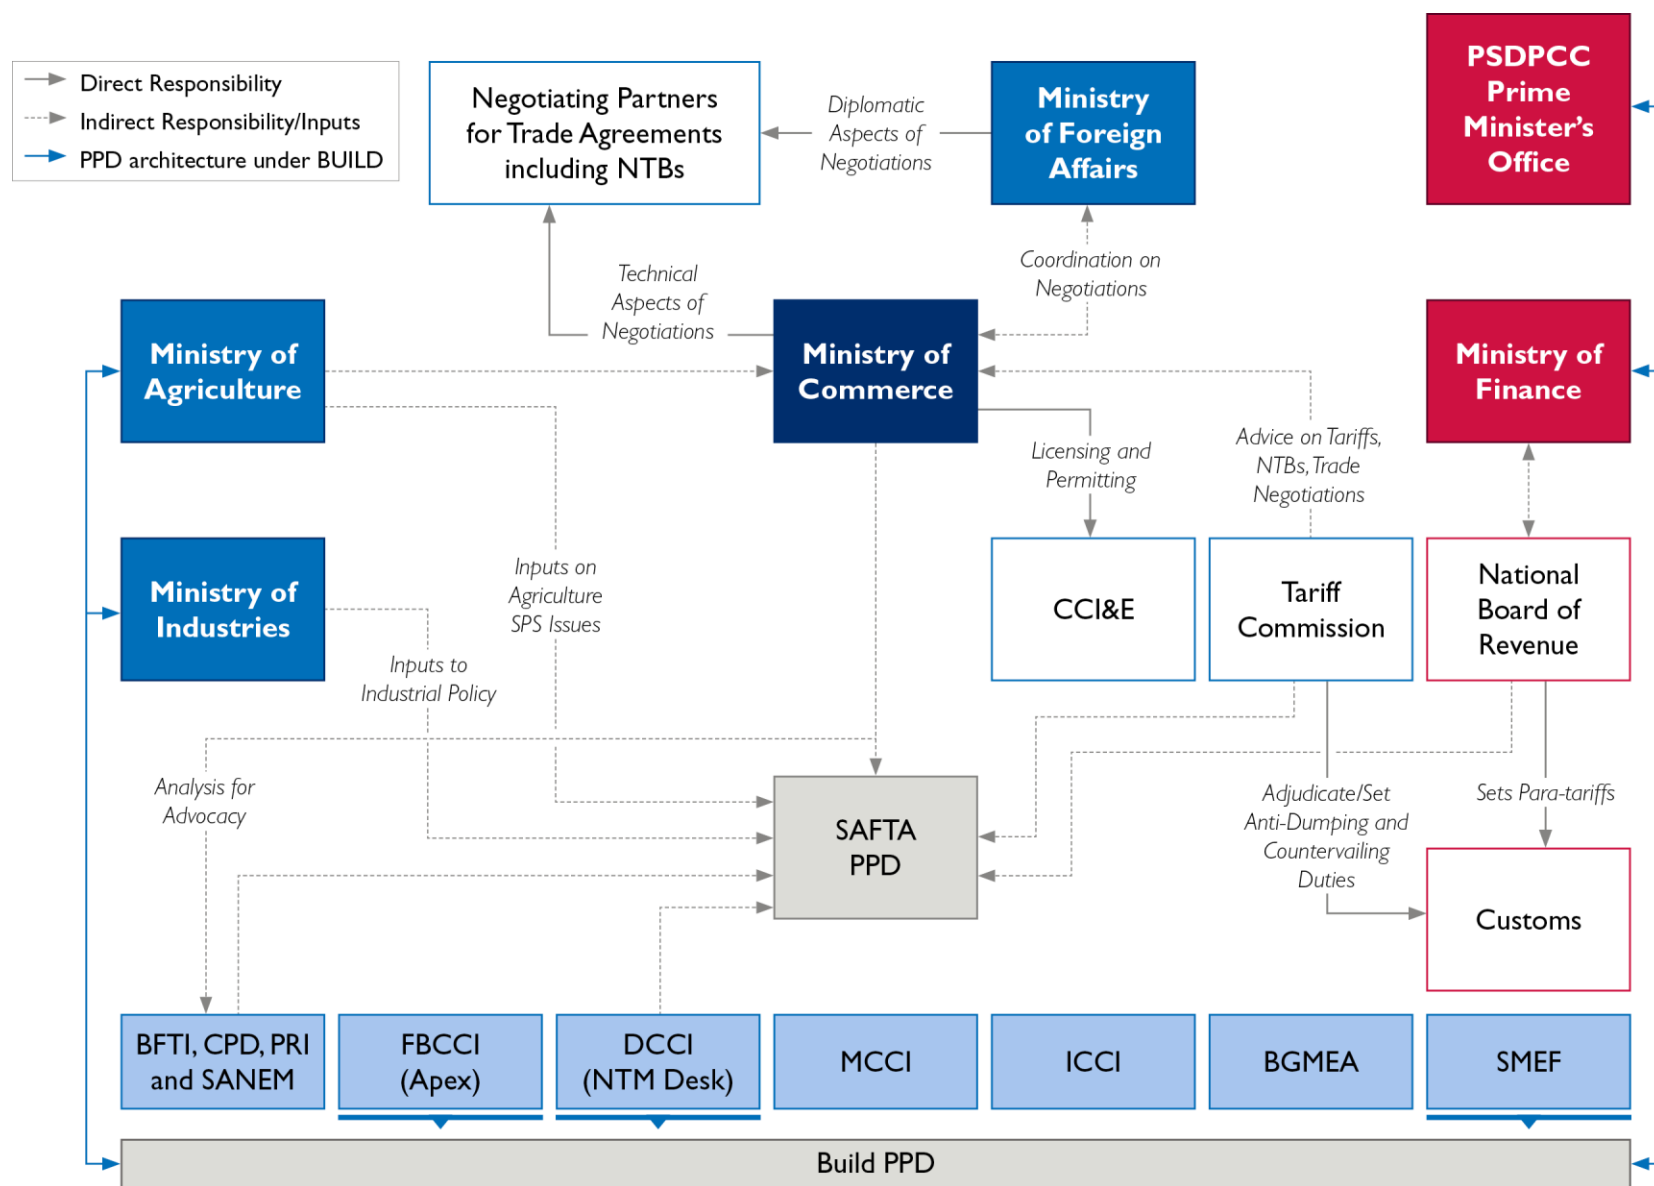 Direct Responsibility
Indirect Responsibility/Inputs
PPD architecture under BUILD
Negotiating Partners
for Trade Agreements
including NTBs
Diplomatic
Aspects of
Negotiations
Ministry
of Foreign
Affairs
PSDPCC
Prime
Minister’s
Office
Technical
Aspects of
Negotiations
Coordination on
Negotiations
Ministry of
Agriculture
Ministry of
Commerce
Ministry of
Finance
Licensing and
Permitting
Advice on Tariffs,
NTBs, Trade
Negotiations
Ministry of
Industries
Inputs on
Agriculture
SPS Issues
CCI&E
Tariff
Commission
National
Board of
Revenue
Inputs to
Industrial Policy
Analysis for
Advocacy
SAFTA
PPD
Adjudicate/Set
Anti-Dumping and
Countervailing
Duties
Sets Para-tariffs
Customs
BFTI, CPD, PRI
and SANEM
FBCCI
(Apex)
DCCI
(NTM Desk)
MCCI
ICCI
BGMEA
SMEF
Build PPD